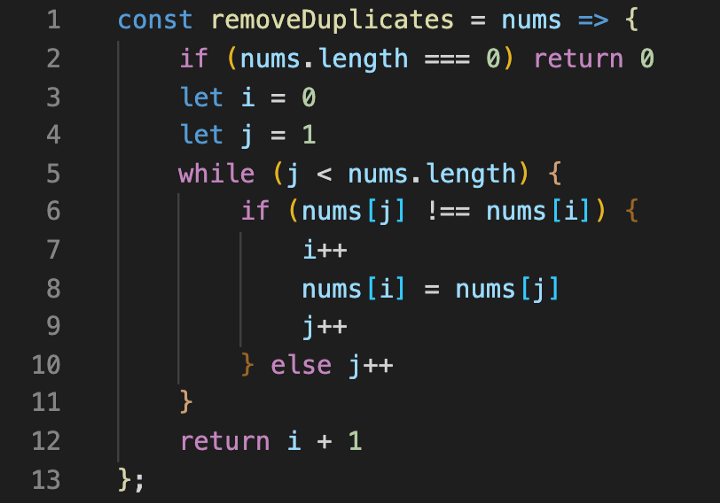 1 const removeDuplicates = nums => {
2 if (nums.length === 0) return 0
3 let i = 0
4 let j = 1
5 while (j < nums.length) {
6 if (nums[j] !== nums[i]) {
7 i++
8 nums[i] = nums[j]
9 j++
10 } else j++
11 }
12 return i + 1
13 };